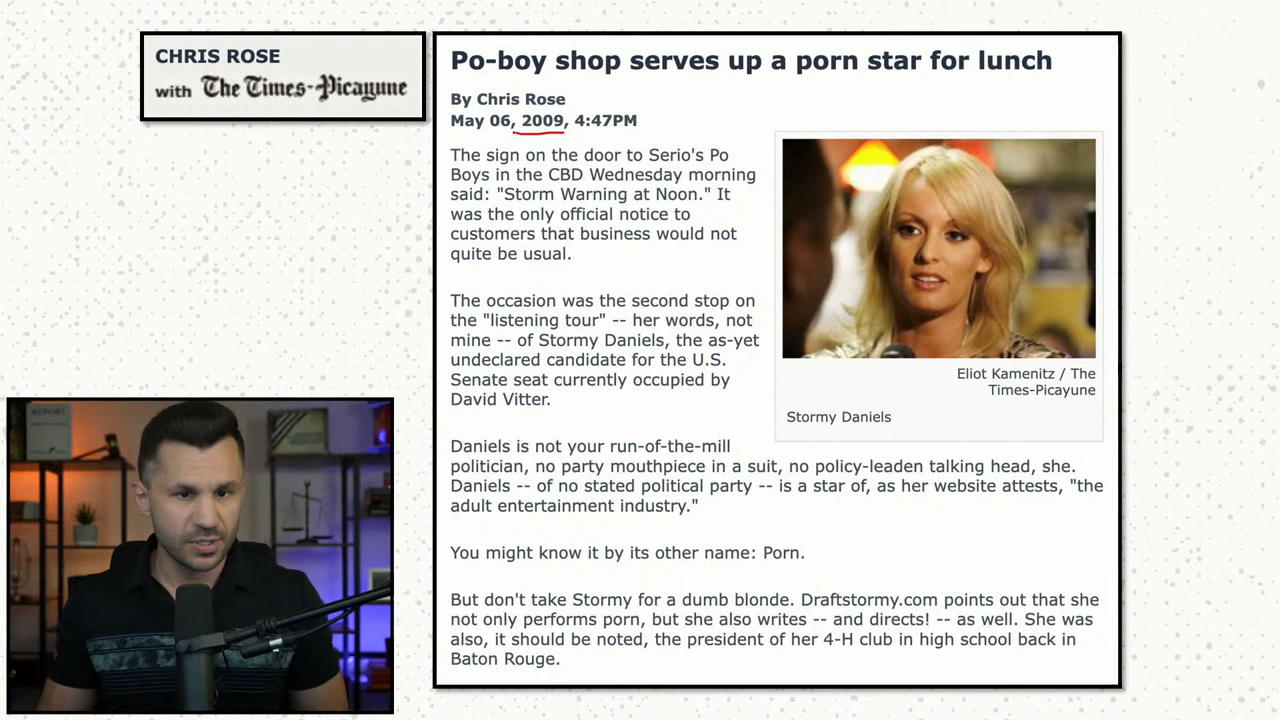 CHRIS ROSE
with The Times-Picayune
Po-boy shop serves up a porn star for lunch
By Chris Rose
May 06, 2009, 4:47PM
The sign on the door to Serio's Po
Boys in the CBD Wednesday morning
said: "Storm Warning at Noon." It
was the only official notice to
customers that business would not
quite be usual.
The occasion was the second stop on
the "listening tour" -- her words, not
mine -- of Stormy Daniels, the as-yet
undeclared candidate for the U.S.
Senate seat currently occupied by
David Vitter.
Eliot Kamenitz / The
Times-Picayune
Stormy Daniels
Daniels is not your run-of-the-mill
politician, no party mouthpiece in a suit, no policy-leaden talking head, she.
Daniels -- of no stated political party -- is a star of, as her website attests, "the
adult entertainment industry."
You might know it by its other name: Porn.
But don't take Stormy for a dumb blonde. Draftstormy.com points out that she
not only performs porn, but she also writes -- and directs! -- as well. She was
also, it should be noted, the president of her 4-H club in high school back in
Baton Rouge.